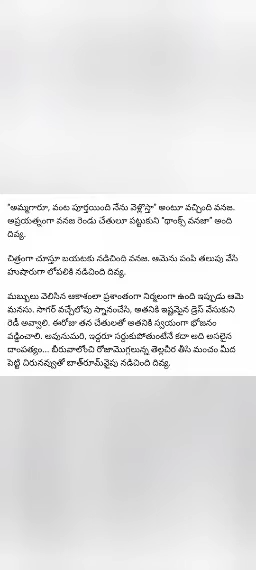 "అమ్మగారూ, వంట పూర్తయింది నేను వెళ్లొస్తా" అంటూ వచ్చింది వనజ.
అప్రయత్నంగా వనజ రెండు చేతులూ పట్టుకుని "థాంక్స్ వనజా" అంది
దివ్య.
చిత్రంగా చూస్తూ బయటకు నడిచింది వనజ. ఆమెను పంపి తలుపు వేసి
హుషారుగా లోపలికి నడిచింది దివ్య.
మబ్బులు వెలిసిన ఆకాశంలా ప్రశాంతంగా నిర్మలంగా ఉంది ఇప్పుడు ఆమె
మనసు. సాగర్ వచ్చేలోపు స్నానంచేసి, అతనికి ఇష్టమైన డ్రెస్ వేసుకుని
రెడీ అవ్వాలి. ఈరోజు తన చేతులతో అతనికి స్వయంగా భోజనం
వడ్డించాలి. అవునుమరి, ఇద్దరూ సర్దుకుపోతుంటేనే కదా అది అసలైన
దాంపత్యం... బీరువాలోంచి రోజామొగ్గలున్న తెల్లచీర తీసి మంచం మీద
పెట్టి చిరునవ్వుతో బాత్‌రూమ్‌వైపు నడిచింది దివ్య.